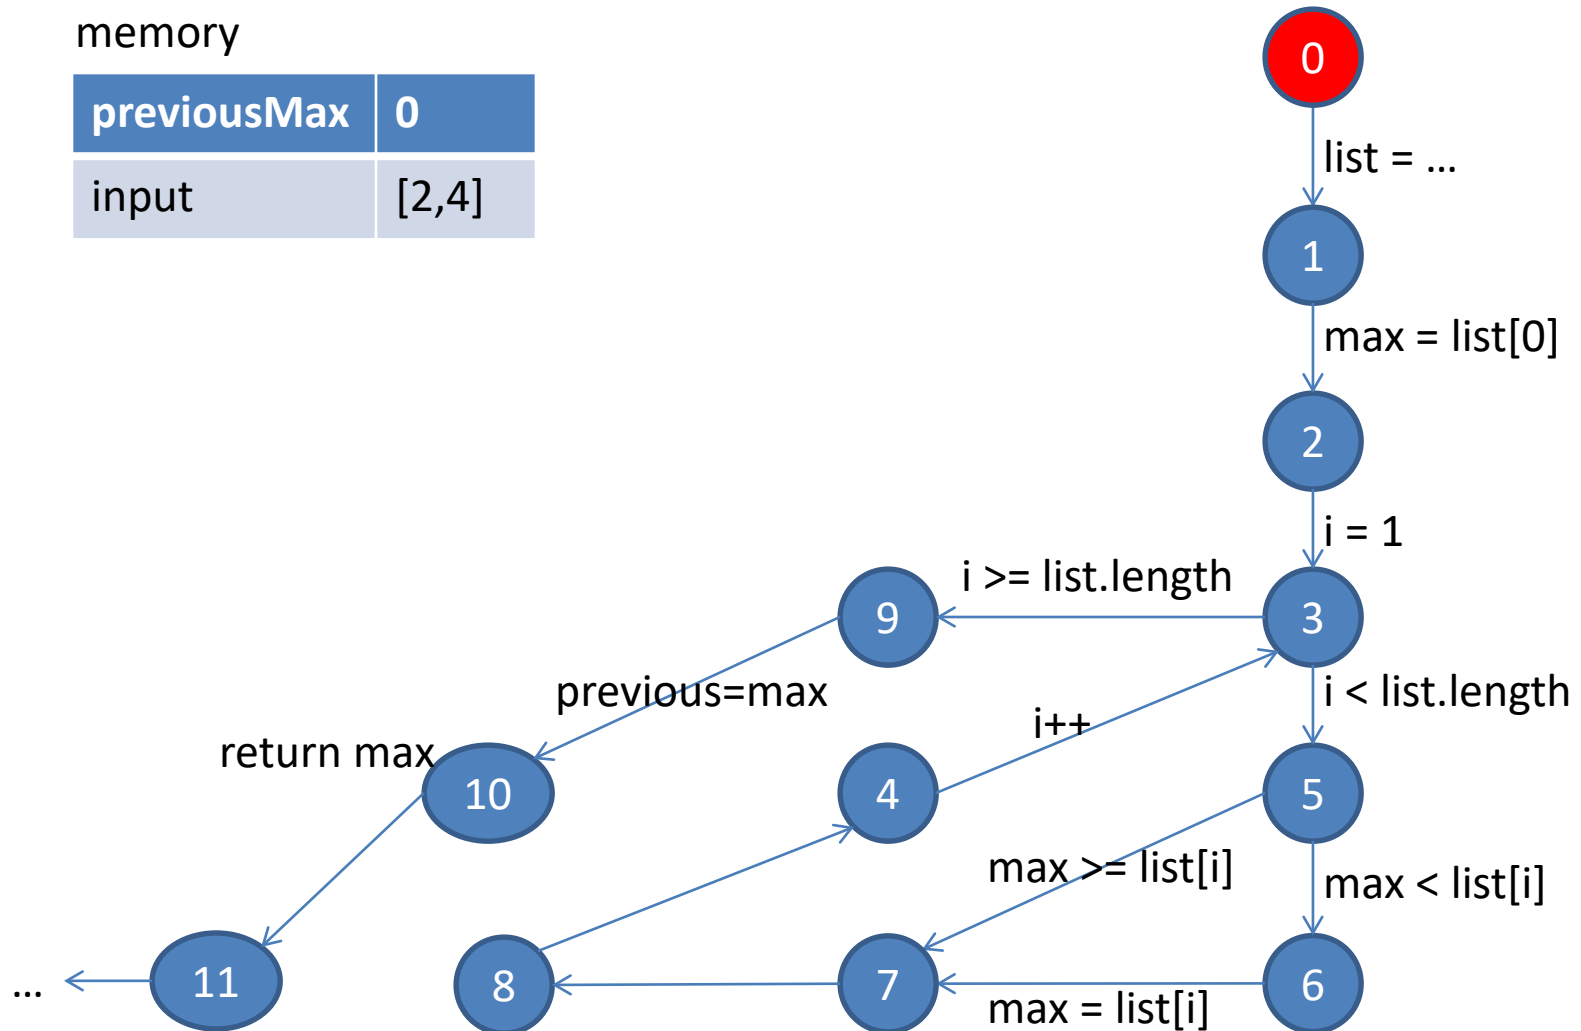 memory
previousMax 0
input [2,4]
0
list = ...
1
max = list[0]
2
i = 1
i >= list.length
9
3
previous=max
i++
i < list.length
return max
10
4
5
max >= list[i]
max < list[i]
...
11
8
7
6
max = list[i]